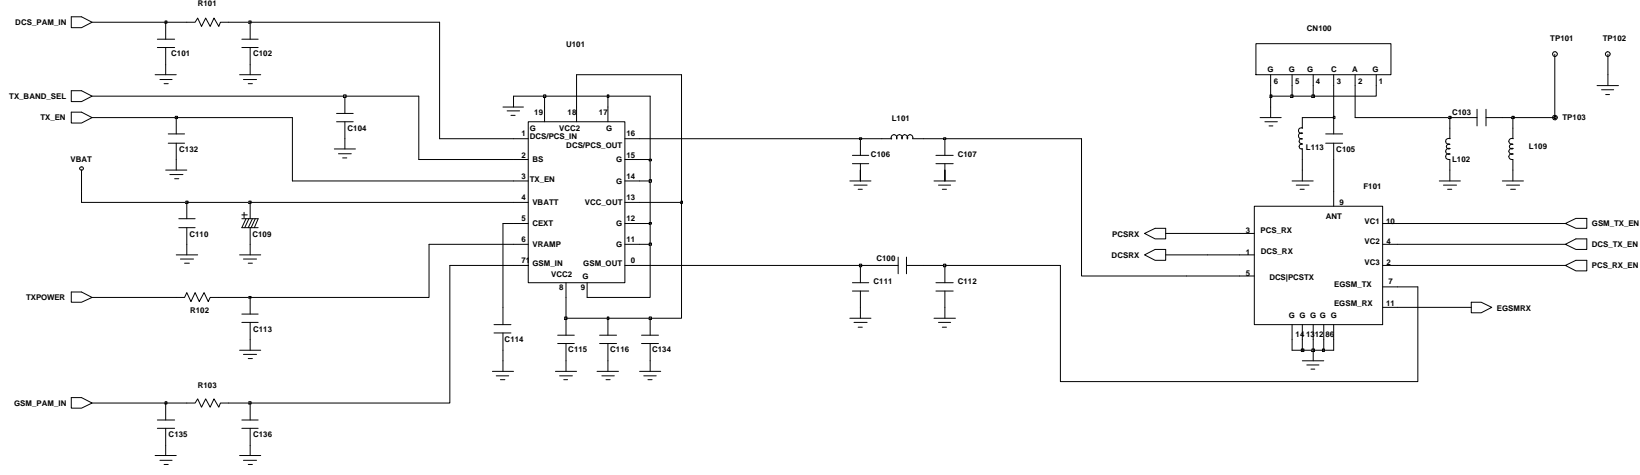 R101
DCS_PAM_IN
C101
C102
U101
CN100
TP101
TP102
G G G C A G
6 5 4 3 2 1
TX_BAND_SEL
TX_EN
C104
C132
VBAT
19 18 17
G VCC2 G
1 DCS/PCS_IN
DCS/PCS_OUT 16
2 BS
G 15
3 TX_EN
G 14
4 VBATT
VCC_OUT 13
5 CEXT
G 12
6 VRAMP
G 11
71 GSM_IN
GSM_OUT 0
VCC2 G
8 9
L101
C106
C107
C103
TP103
L113
C105
L102
L109
F101
9
ANT
C110
C109
+
PCSRX
3 PCS_RX
VC1 10
GSM_TX_EN
VC2 4
DCS_TX_EN
DCSRX
1 DCS_RX
VC3 2
PCS_RX_EN
5 DCS|PCSTX
EGSM_TX 7
EGSM_RX 11
EGSMRX
G G G G G
14 13 12 8 6
C100
C111
C112
TXPOWER
R102
C113
C114
C115
C116
C134
R103
GSM_PAM_IN
C135
C136